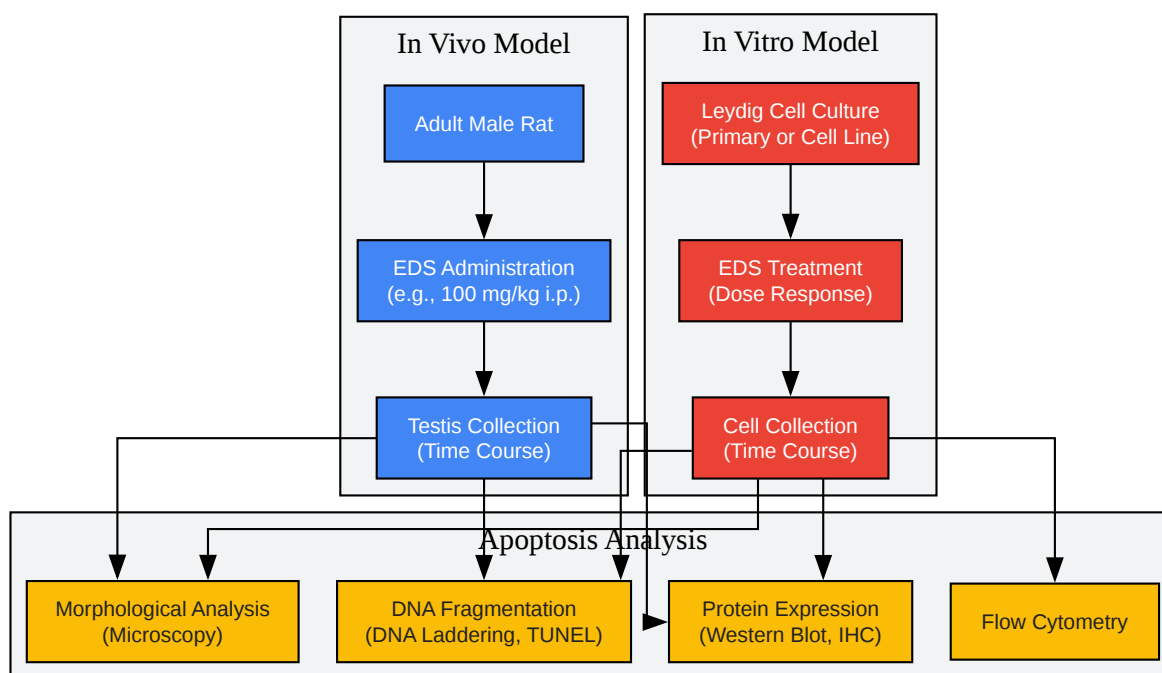 In Vivo Model
Adult Male Rat
EDS Administration
(e.g., 100 mg/kg i.p.)
Testis Collection
(Time Course)
In Vitro Model
Leydig Cell Culture
(Primary or Cell Line)
EDS Treatment
(Dose Response)
Cell Collection
(Time Course)
Apoptosis Analysis
Morphological Analysis
(Microscopy)
DNA Fragmentation
(DNA Laddering, TUNEL)
Protein Expression
(Western Blot, IHC)
Flow Cytometry